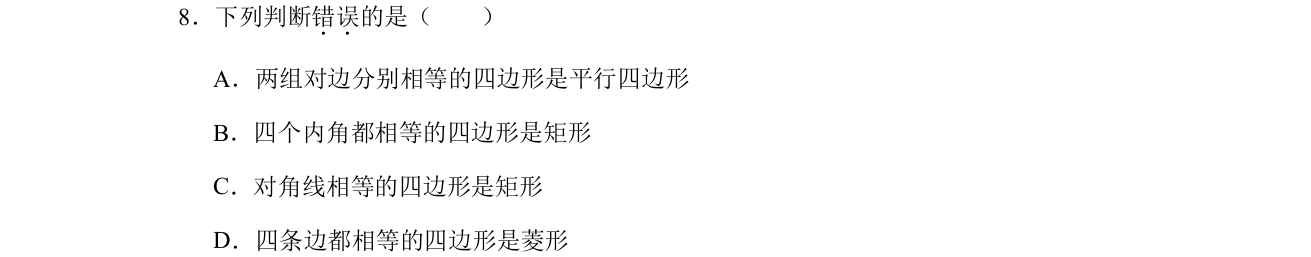 8．下列判断错误的是（　　）
A．两组对边分别相等的四边形是平行四边形
B．四个内角都相等的四边形是矩形
C．对角线相等的四边形是矩形
D．四条边都相等的四边形是菱形